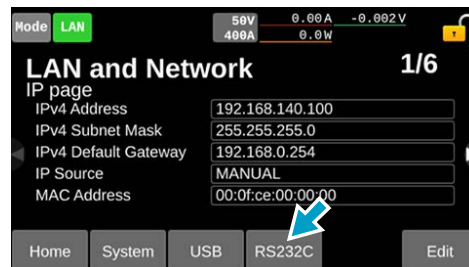 Mode LAN 50V 0.00A -0.002V
400A 0.0W
LAN and Network 1/6
IP page
IPv4 Address 192.168.140.100
IPv4 Subnet Mask 255.255.255.0
IPv4 Default Gateway 192.168.0.254
IP Source MANUAL
MAC Address 00:0f:ce:00:00:00
Home System USB RS232C Edit